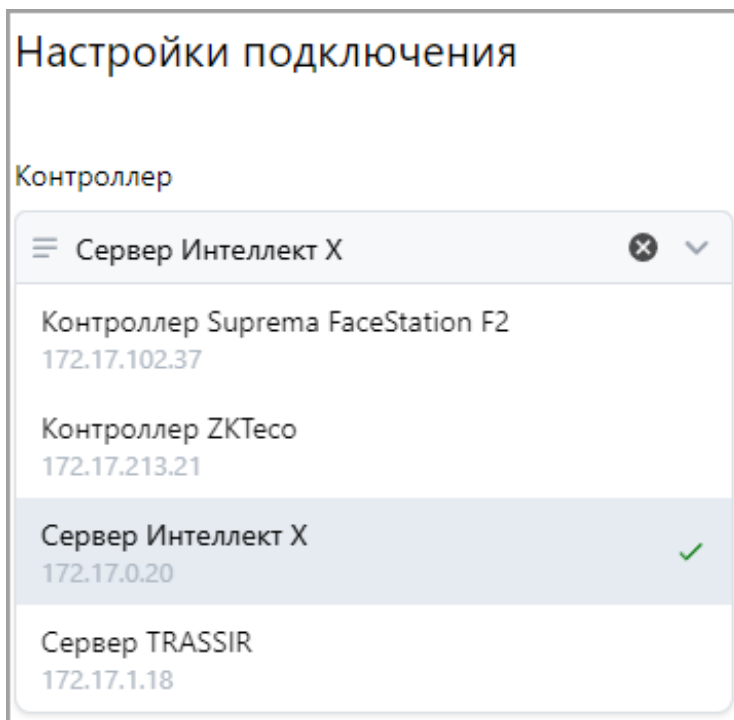 Настройки подключения
Контроллер
Сервер Интеллект X
Контроллер Suprema FaceStation F2
172.17.102.37
Контроллер ZKTeco
172.17.213.21
Сервер Интеллект X
172.17.0.20
Сервер TRASSIR
172.17.1.18